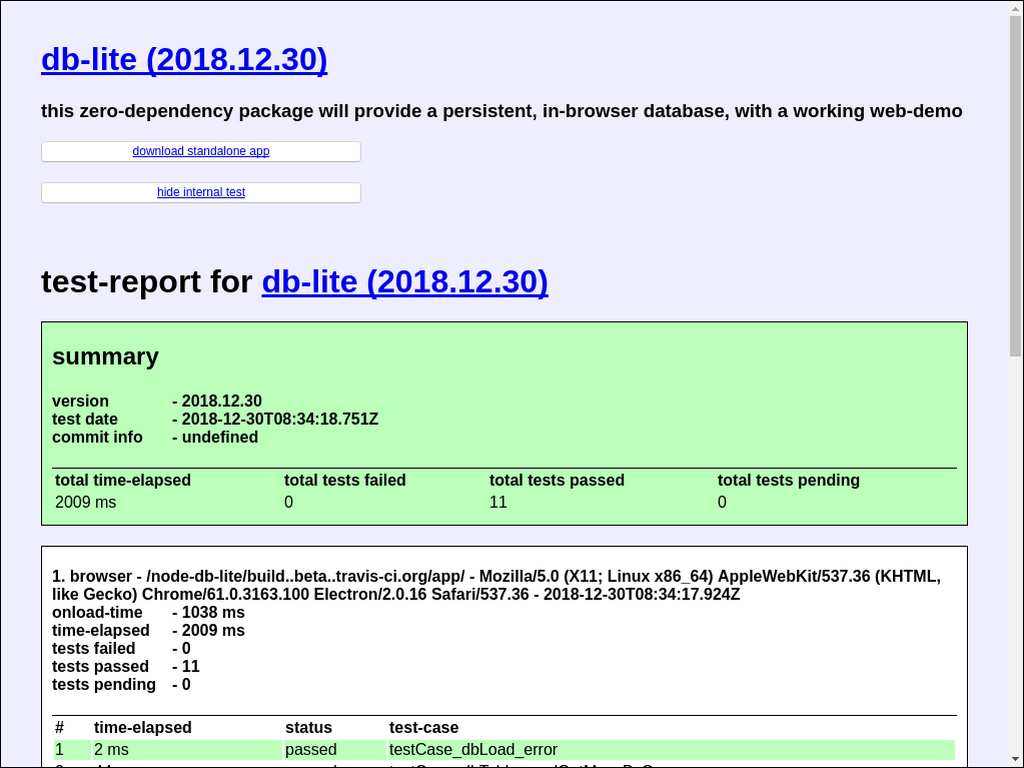 db-lite (2018.12.30)
this zero-dependency package will provide a persistent, in-browser database, with a working web-demo
download standalone app
hide internal test
test-report for db-lite (2018.12.30)
summary
version - 2018.12.30
test date - 2018-12-30T08:34:18.751Z
commit info - undefined
total time-elapsed total tests failed total tests passed total tests pending
2009 ms 0 11 0
1. browser - /node-db-lite/build..beta..travis-ci.org/app/ - Mozilla/5.0 (X11; Linux x86_64) AppleWebKit/537.36 (KHTML,
like Gecko) Chrome/61.0.3163.100 Electron/2.0.16 Safari/537.36 - 2018-12-30T08:34:17.924Z
onload-time - 1038 ms
time-elapsed - 2009 ms
tests failed - 0
tests passed - 11
tests pending - 0
# time-elapsed status test-case
1 2 ms passed testCase_dbLoad_error